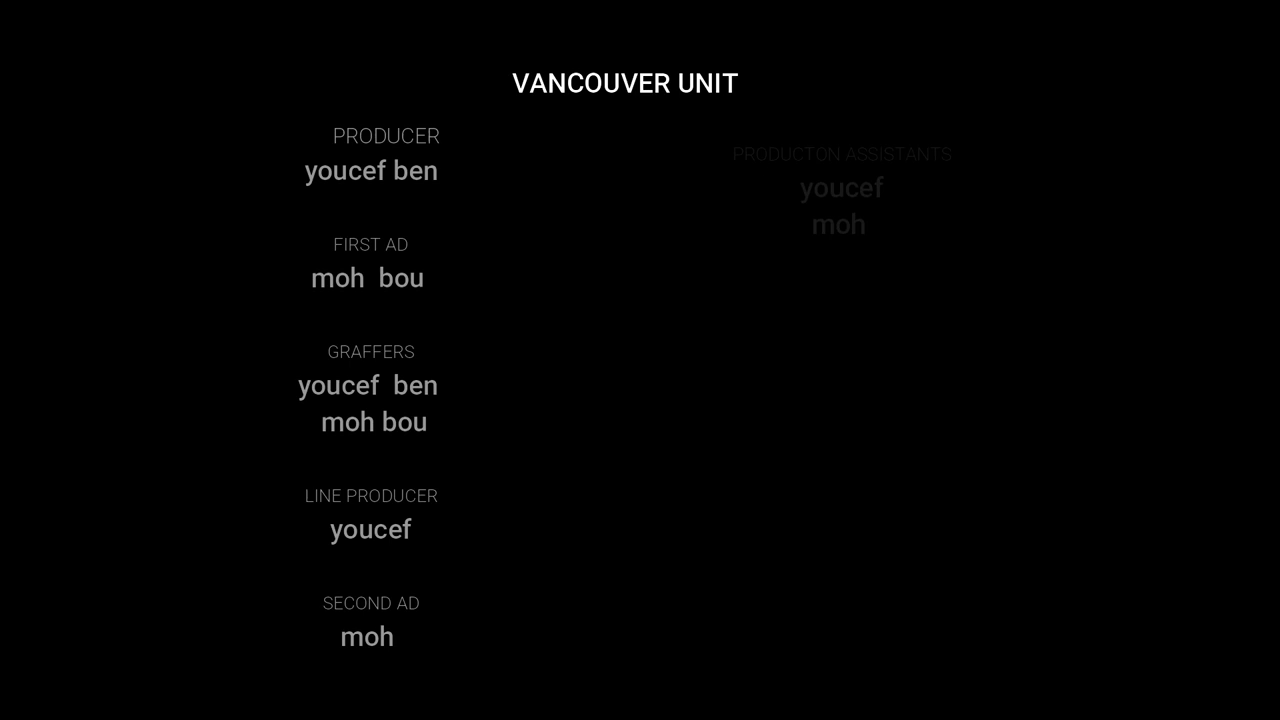 VANCOUVER UNIT
PRODUCER
youcef ben
FIRST AD
moh bou
GRAFFERS
youcef ben
moh bou
LINE PRODUCER
youcef
SECOND AD
moh
PRODUCTON ASSISTANTS
youcef
moh